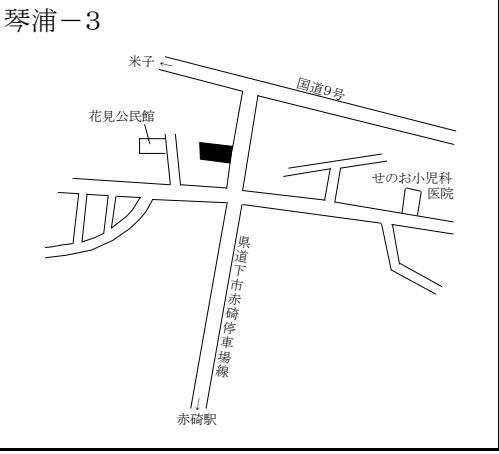 琴浦－3
米子←
国道9号
花見公民館
せのお小児科
医院
県道下市赤碕停車場線
←
赤碕駅